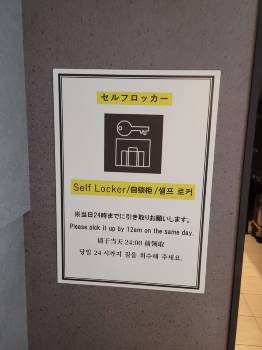 セルフロッカー
Self Locker/自锁柜/셀프 로커
※当日24時までに引き取りお願いします。
Please pick it up by 12am on the same day.
请于当天 24:00 前领取
당일 24 시까지 짐을 회수해 주세요.